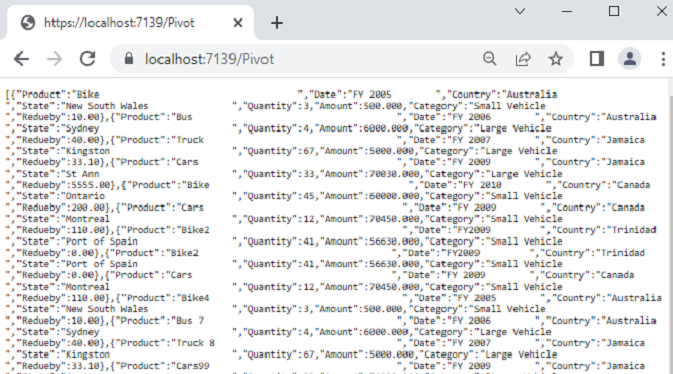 https://localhost:7139/Pivot
localhost:7139/Pivot
[{"Product":"Bike ","Date":"FY 2005 ","Country":"Australia
","State":"New South Wales ","Quantity":3,"Amount":500.000,"Category":"Small Vehicle
","Redueby":10.00},{"Product":"Bus ","Date":"FY 2006 ","Country":"Australia
","State":"Sydney ","Quantity":4,"Amount":6000.000,"Category":"Large Vehicle
","Redueby":40.00},{"Product":"Truck ","Date":"FY 2007 ","Country":"Jamaica
","State":"Kingston ","Quantity":67,"Amount":5000.000,"Category":"Large Vehicle
","Redueby":33.10},{"Product":"Cars ","Date":"FY 2009 ","Country":"Jamaica
","State":"St Ann ","Quantity":33,"Amount":70030.000,"Category":"Large Vehicle
","Redueby":5555.00},{"Product":"Bike ","Date":"FY 2010 ","Country":"Canada
","State":"Ontario ","Quantity":45,"Amount":60000.000,"Category":"Small Vehicle
","Redueby":200.00},{"Product":"Cars ","Date":"FY 2009 ","Country":"Canada
","State":"Montreal ","Quantity":12,"Amount":70450.000,"Category":"Small Vehicle
","Redueby":110.00},{"Product":"Bike2 ","Date":"FY2009 ","Country":"Trinidad
","State":"Port of Spain ","Quantity":41,"Amount":56630.000,"Category":"Small Vehicle
","Redueby":0.00},{"Product":"Bike2 ","Date":"FY2009 ","Country":"Trinidad
","State":"Port of Spain ","Quantity":41,"Amount":56630.000,"Category":"Small Vehicle
","Redueby":0.00},{"Product":"Cars ","Date":"FY 2009 ","Country":"Canada
","State":"Montreal ","Quantity":12,"Amount":70450.000,"Category":"Small Vehicle
","Redueby":110.00},{"Product":"Bike4 ","Date":"FY 2005 ","Country":"Australia
","State":"New South Wales ","Quantity":3,"Amount":500.000,"Category":"Small Vehicle
","Redueby":10.00},{"Product":"Bus 7 ","Date":"FY 2006 ","Country":"Australia
","State":"Sydney ","Quantity":4,"Amount":6000.000,"Category":"Large Vehicle
","Redueby":40.00},{"Product":"Truck 8 ","Date":"FY 2007 ","Country":"Jamaica
","State":"Kingston ","Quantity":67,"Amount":5000.000,"Category":"Large Vehicle
","Redueby":33.10},{"Product":"Cars99 ","Date":"FY 2009 ","Country":"Jamaica